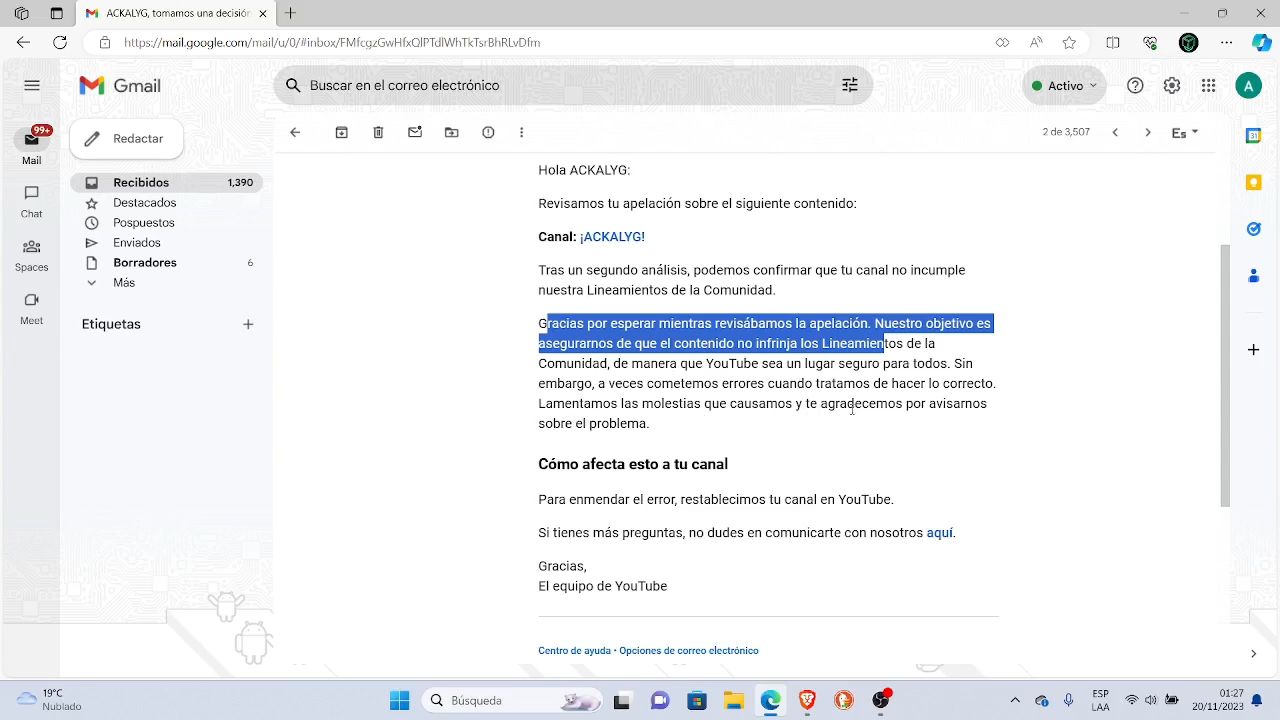 ACKALYG, tomamos una decisión
https://mail.google.com/mail/u/0/#inbox/FMfcgzGwHfxQlPTdlWhTkTsrBhRLvDfm
Gmail
Buscar en el correo electrónico
Activo
A
99+
Mail
Chat
Spaces
Meet
Redactar
Recibidos 1,390
Destacados
Pospuestos
Enviados
Borradores 6
Más
Etiquetas
2 de 3,507
Es
31
Hola ACKALYG:
Revisamos tu apelación sobre el siguiente contenido:
Canal: ¡ACKALYG!
Tras un segundo análisis, podemos confirmar que tu canal no incumple
nuestra Lineamientos de la Comunidad.
Gracias por esperar mientras revisábamos la apelación. Nuestro objetivo es
asegurarnos de que el contenido no infrinja los Lineamientos de la
Comunidad, de manera que YouTube sea un lugar seguro para todos. Sin
embargo, a veces cometemos errores cuando tratamos de hacer lo correcto.
Lamentamos las molestias que causamos y te agradecemos por avisarnos
sobre el problema.
Cómo afecta esto a tu canal
Para enmendar el error, restablecimos tu canal en YouTube.
Si tienes más preguntas, no dudes en comunicarte con nosotros aquí.
Gracias,
El equipo de YouTube
Centro de ayuda • Opciones de correo electrónico
19°C
Nublado
Búsqueda
ESP
LAA
01:27
20/11/2023